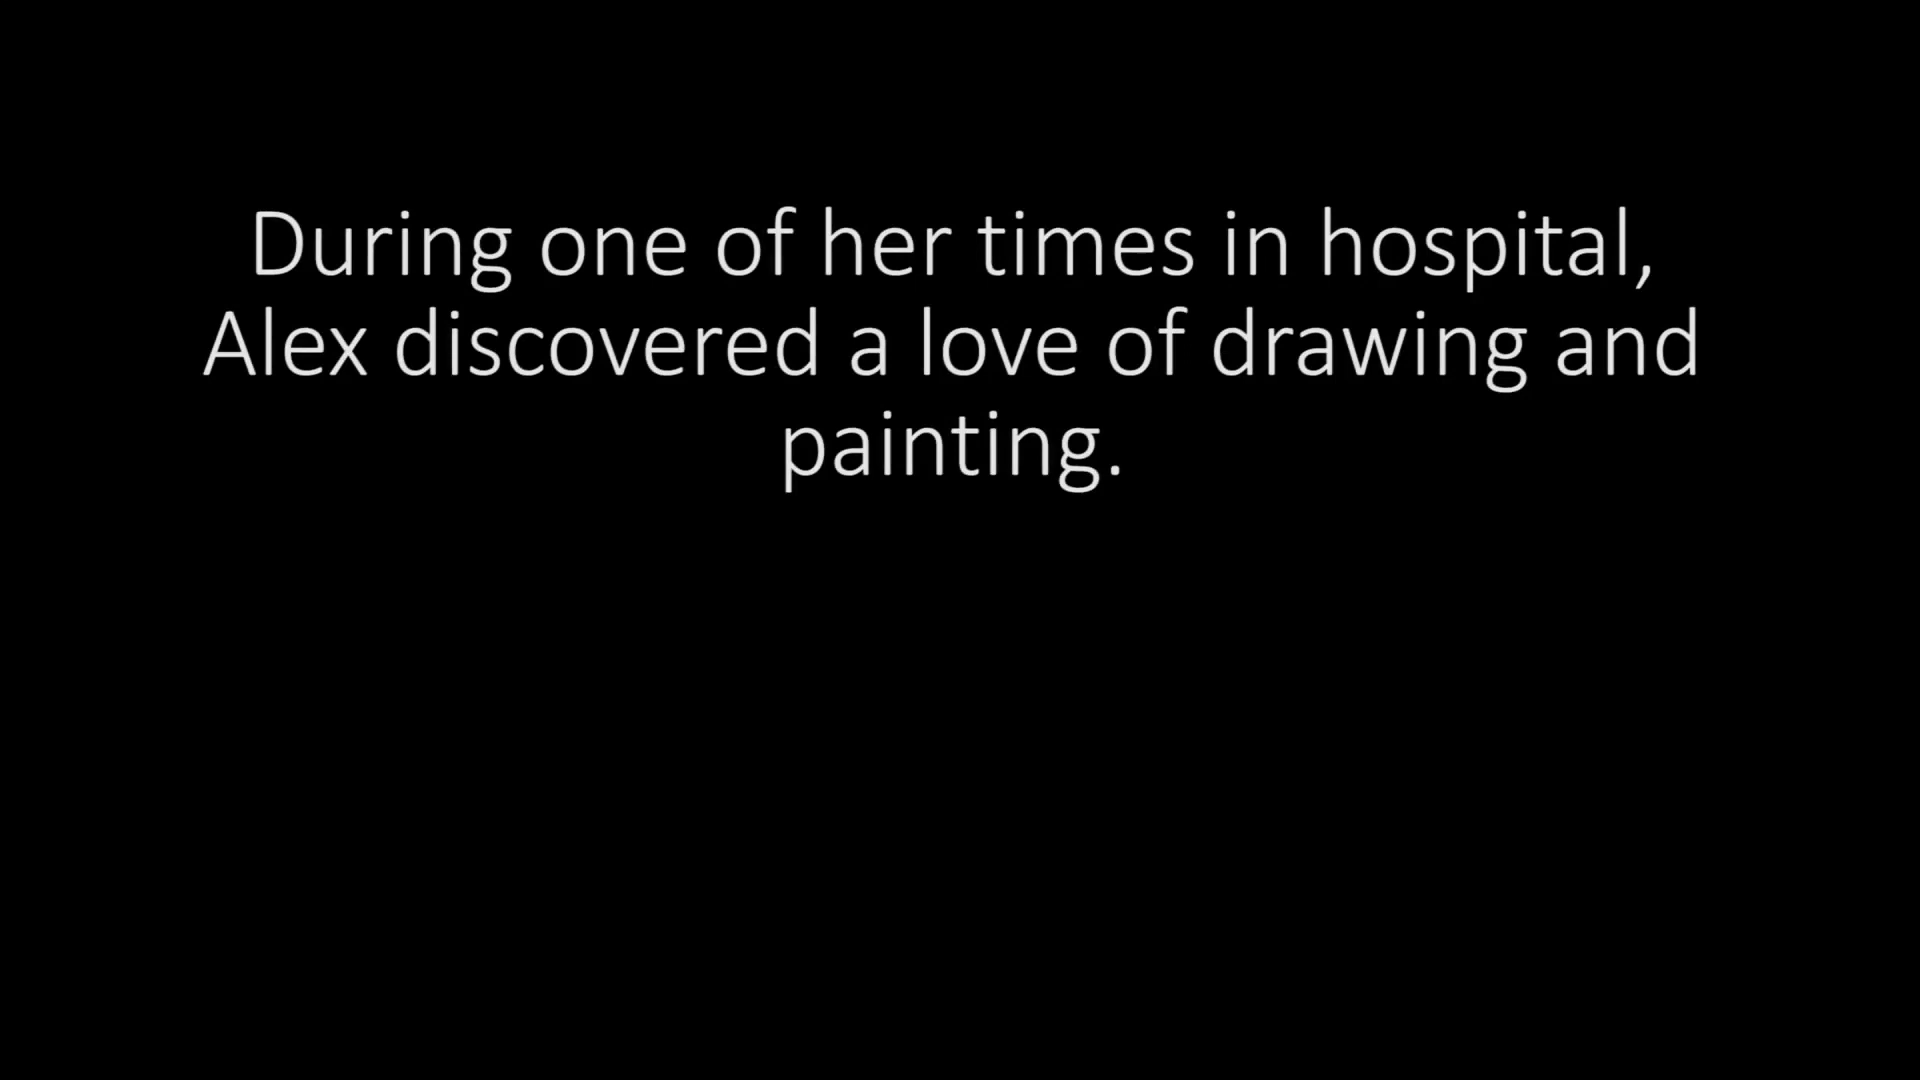 During one of her times in hospital,
Alex discovered a love of drawing and
painting.